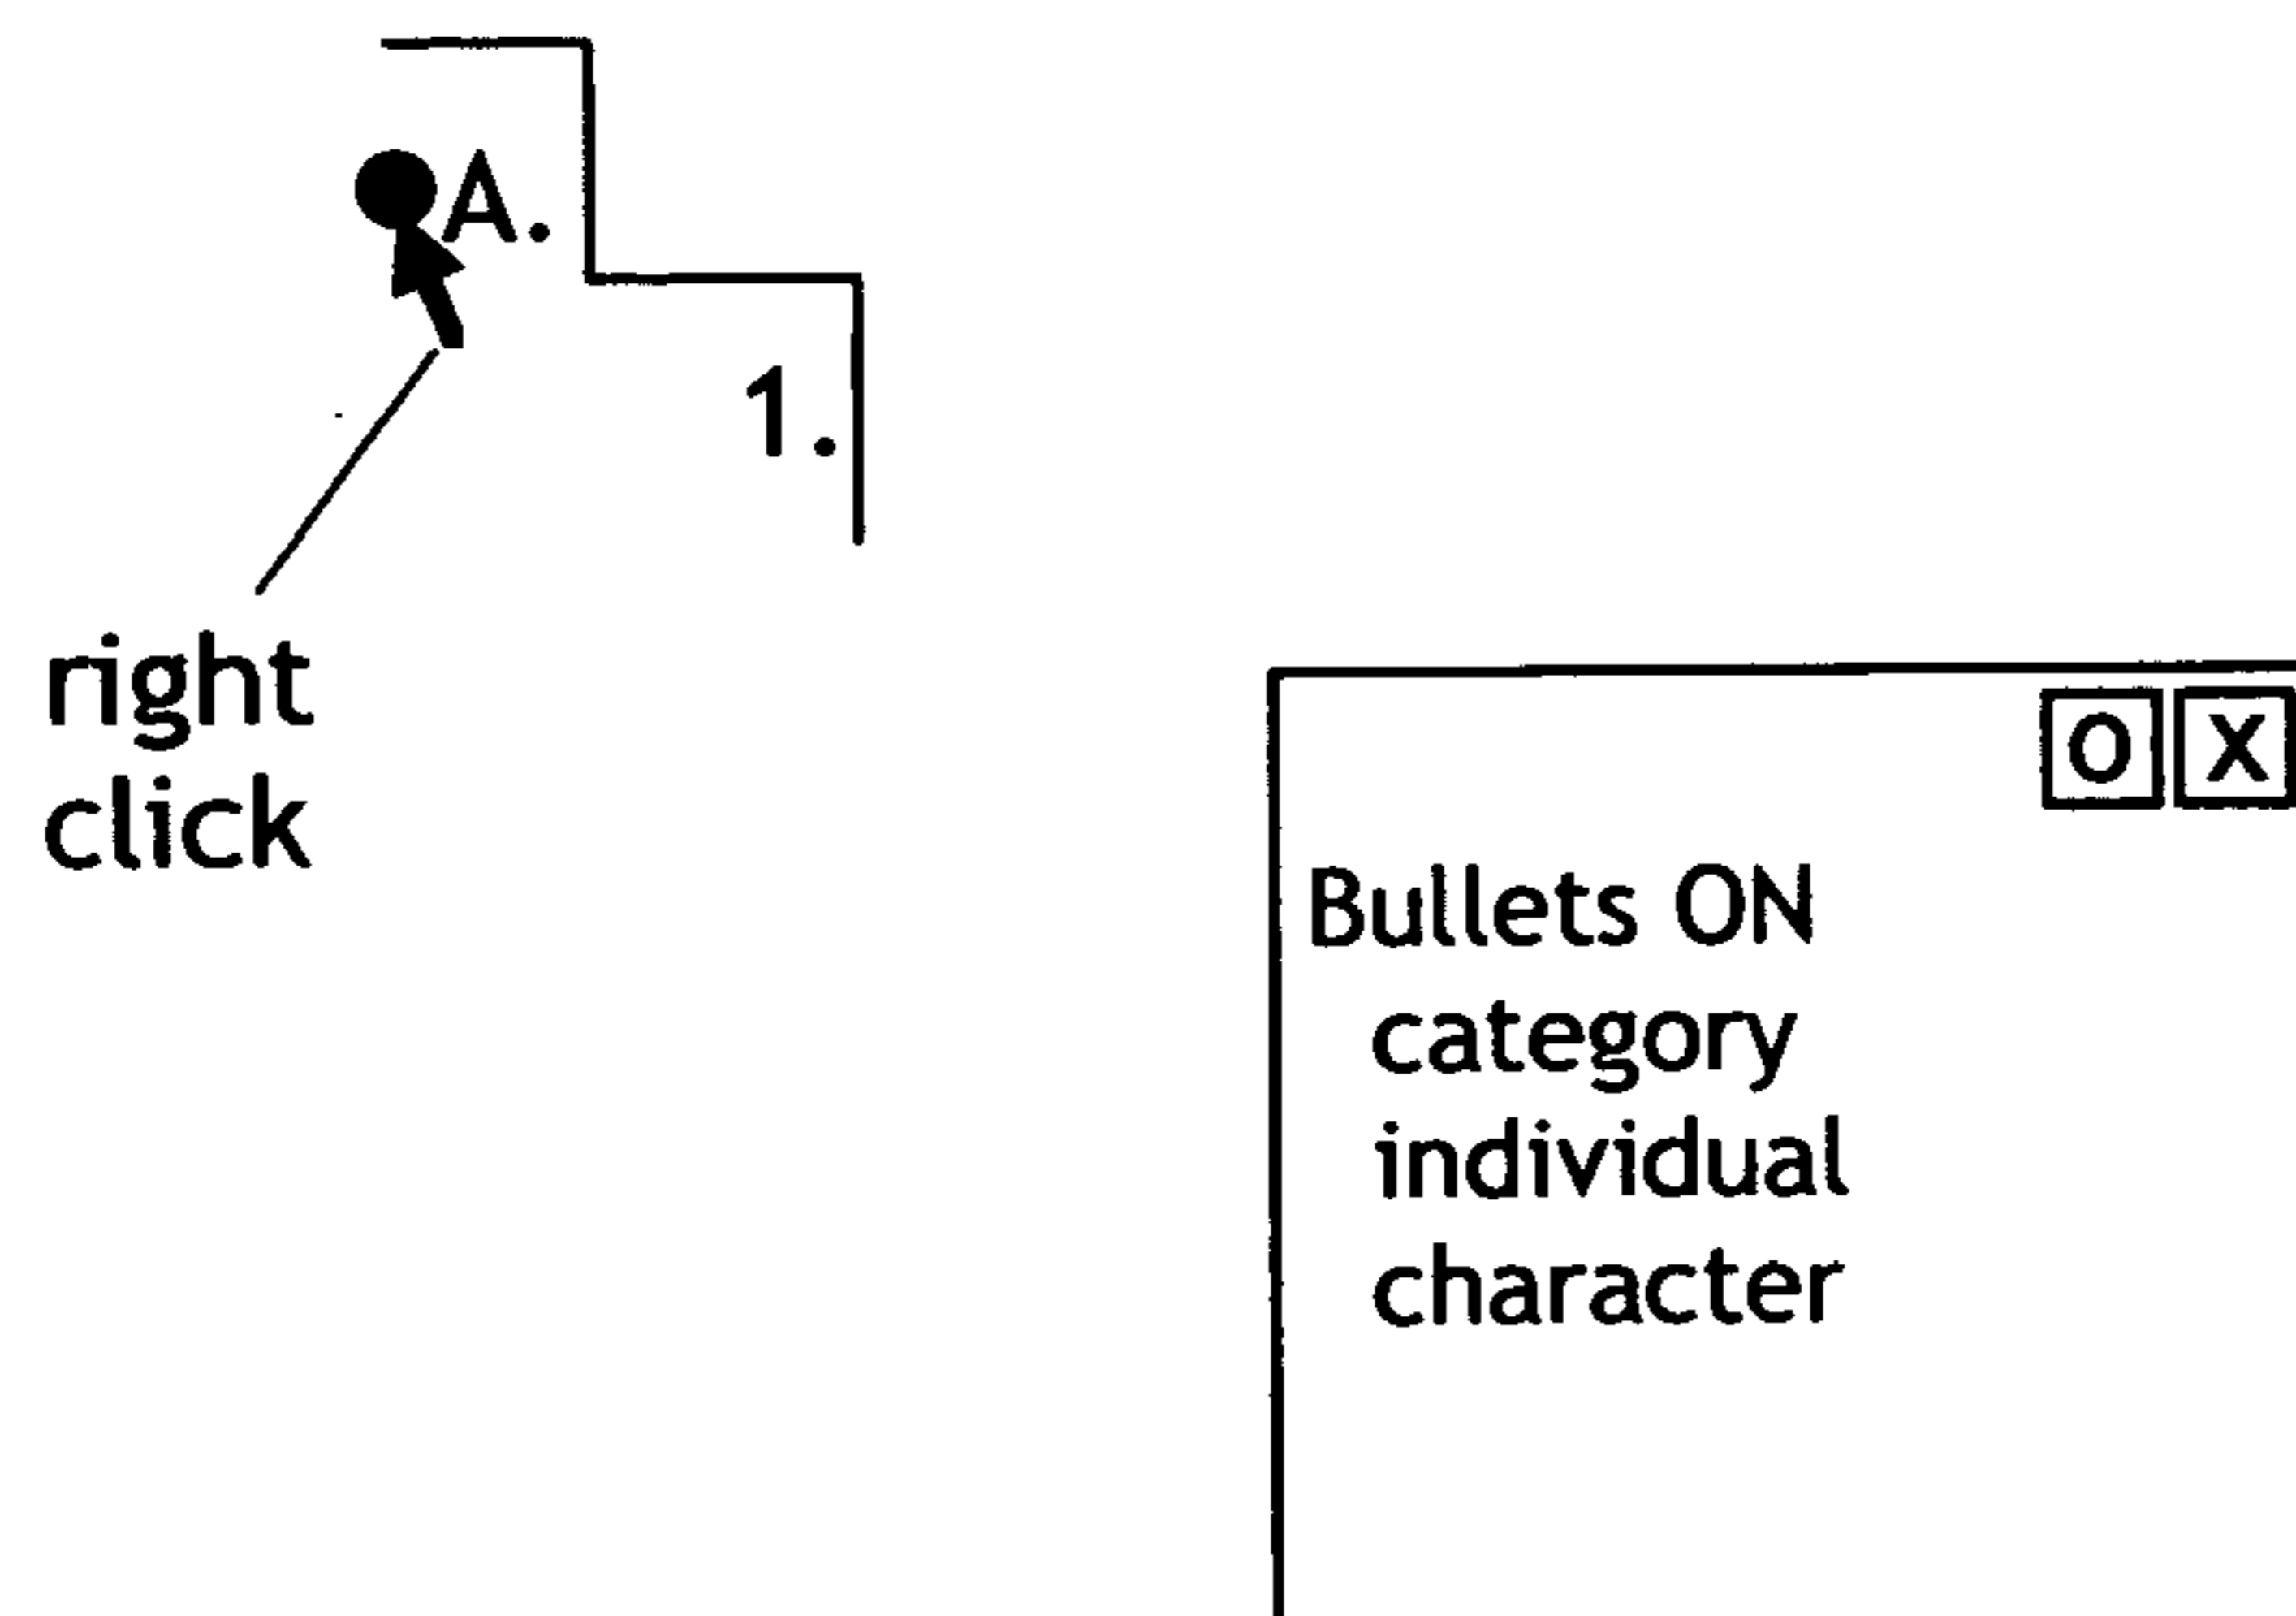 A.
1.
right
click
O X
Bullets ON
category
individual
character